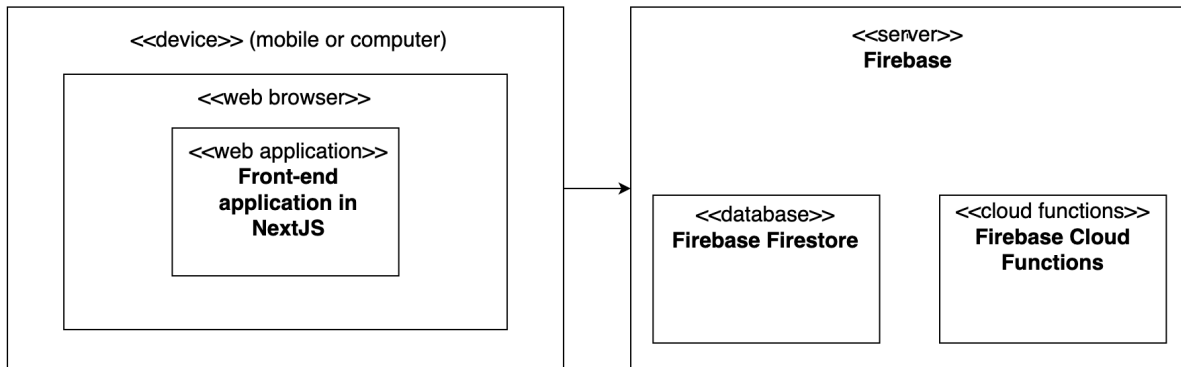 <<device>> (mobile or computer)
<<web browser>>
<<web application>>
Front-end
application in
NextJS
<<server>>
Firebase
<<database>>
Firebase Firestore
<<cloud functions>>
Firebase Cloud
Functions